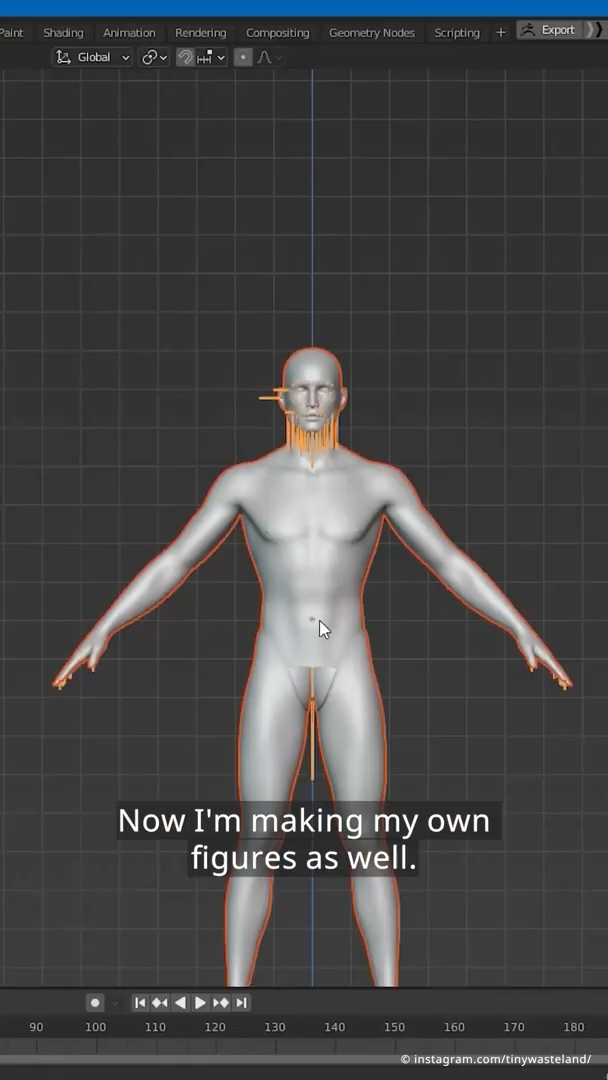 Paint Shading Animation Rendering Compositing Geometry Nodes Scripting + Export
Global
Now I'm making my own
figures as well.
90 100 110 120 130 140 150 160 170 180
© instagram.com/tinywasteland/